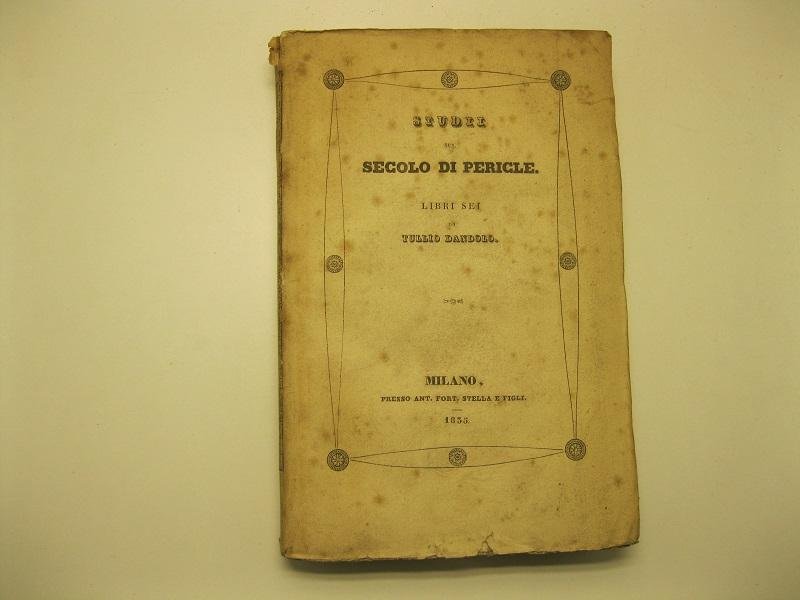 STUDII
SUL
SECOLO DI PERICLE.
LIBRI SEI
DI
TULLIO DANDOLO.
MILANO,
PRESSO ANT. FORT. STELLA E FIGLI.
1835